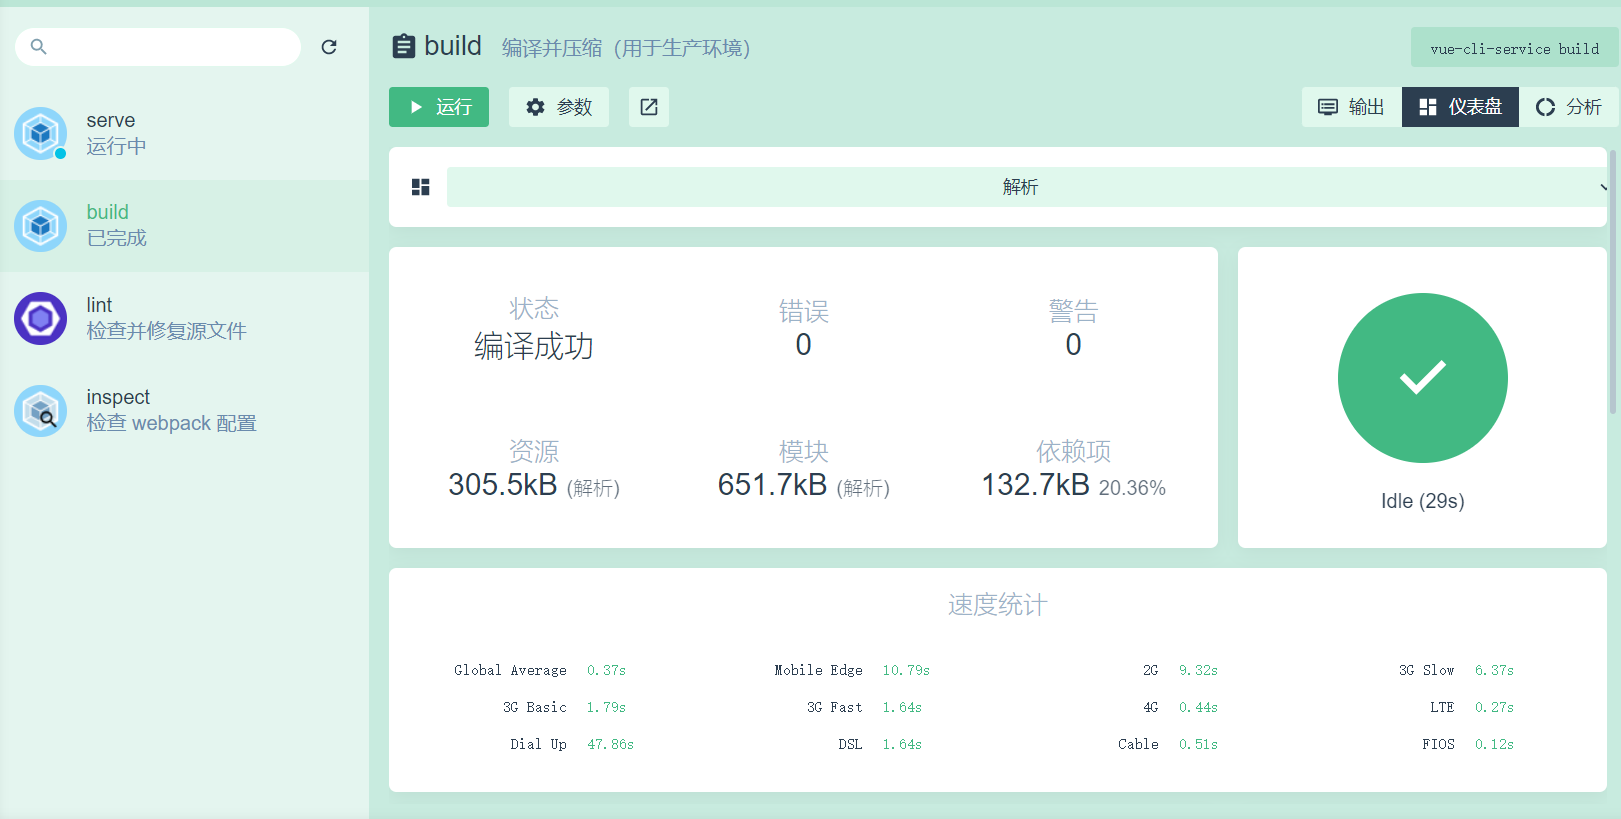 serve
运行中
build
已完成
lint
检查并修复源文件
inspect
检查 webpack 配置
build 编译并压缩（用于生产环境）
vue-cli-service build
运行 参数
输出 仪表盘 分析
解析
状态 错误 警告
编译成功 0 0
资源 模块 依赖项
305.5kB (解析) 651.7kB (解析) 132.7kB 20.36%
Idle (29s)
速度统计
Global Average 0.37s Mobile Edge 10.79s 2G 9.32s 3G Slow 6.37s
3G Basic 1.79s 3G Fast 1.64s 4G 0.44s LTE 0.27s
Dial Up 47.86s DSL 1.64s Cable 0.51s FIOS 0.12s